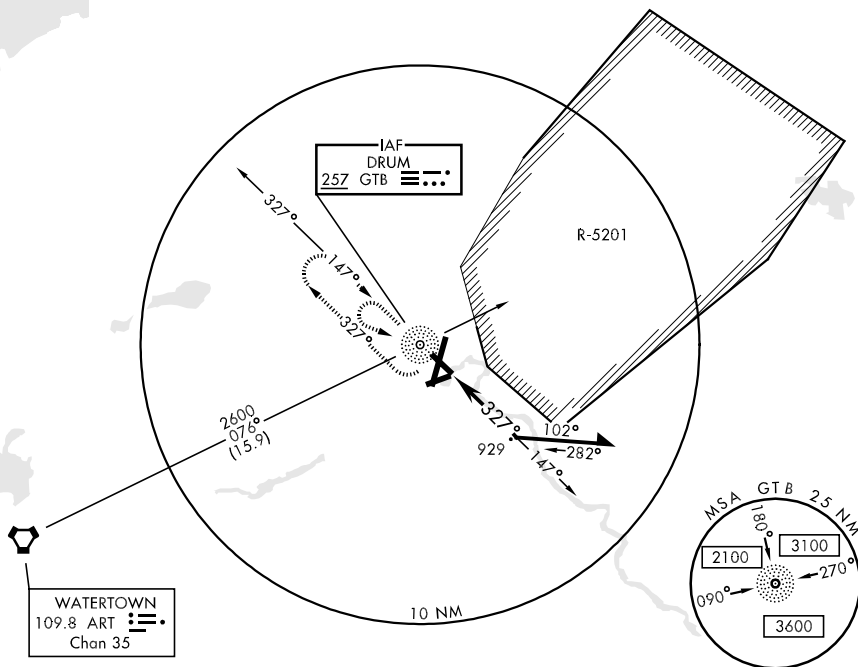 IAF
DRUM
257 GTB
R-5201
327°
147°
327°
2600
076°
(15.9)
327°
102°
929
282°
147°
10 NM
WATERTOWN
109.8 ART
Chan 35
MSA GTB 25 NM
180°
2100
3100
270°
090°
3600